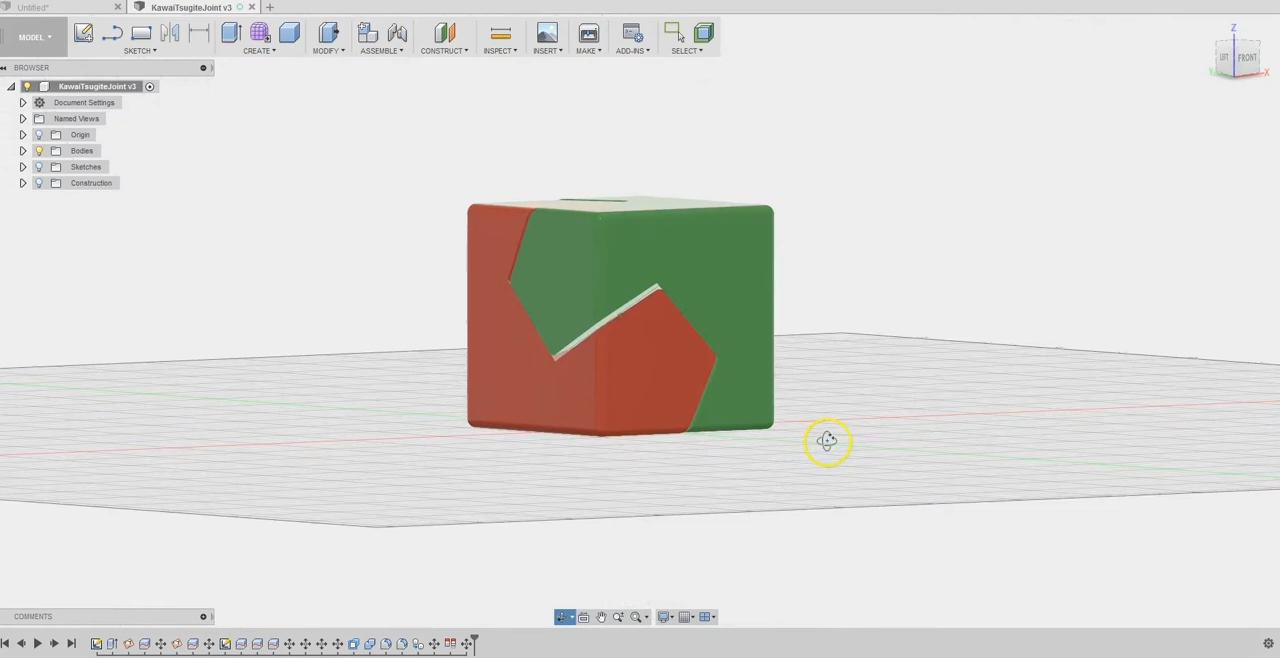 Untitled*
KawaiTsugiteJoint v3
MODEL
SKETCH
CREATE
MODIFY
ASSEMBLE
CONSTRUCT
INSPECT
INSERT
MAKE
ADD-INS
SELECT
BROWSER
KawaiTsugiteJoint v3
Document Settings
Named Views
Origin
Bodies
Sketches
Construction
Z
LEFT
FRONT
Y
X
COMMENTS